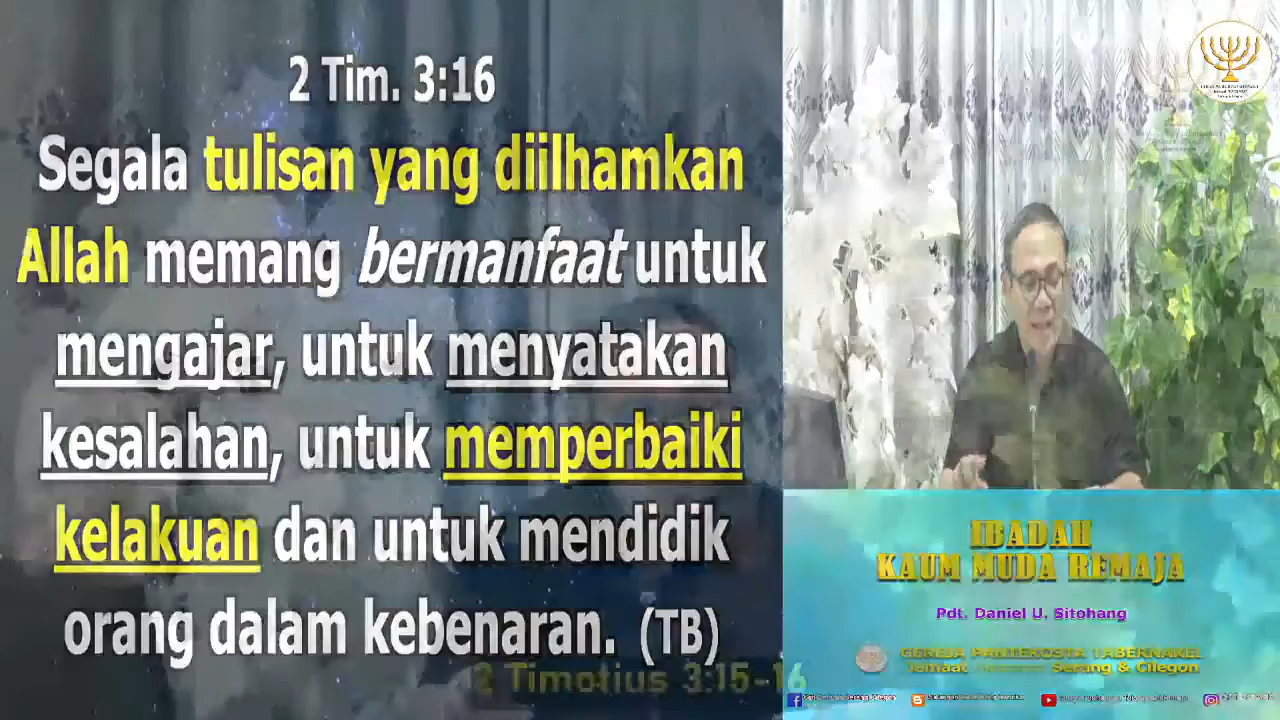 2 Tim. 3:16
Segala tulisan yang diilhamkan
Allah memang bermanfaat untuk
mengajar, untuk menyatakan
kesalahan, untuk memperbaiki
kelakuan dan untuk mendidik
orang dalam kebenaran. (TB)
2 Timotius 3:15-16
IBADAH
KAUM MUDA REMAJA
Pdt. Daniel U. Sitohang
GEREJA PANTEKOSTA TABERNAKEL
Jemaat Serang & Cilegon